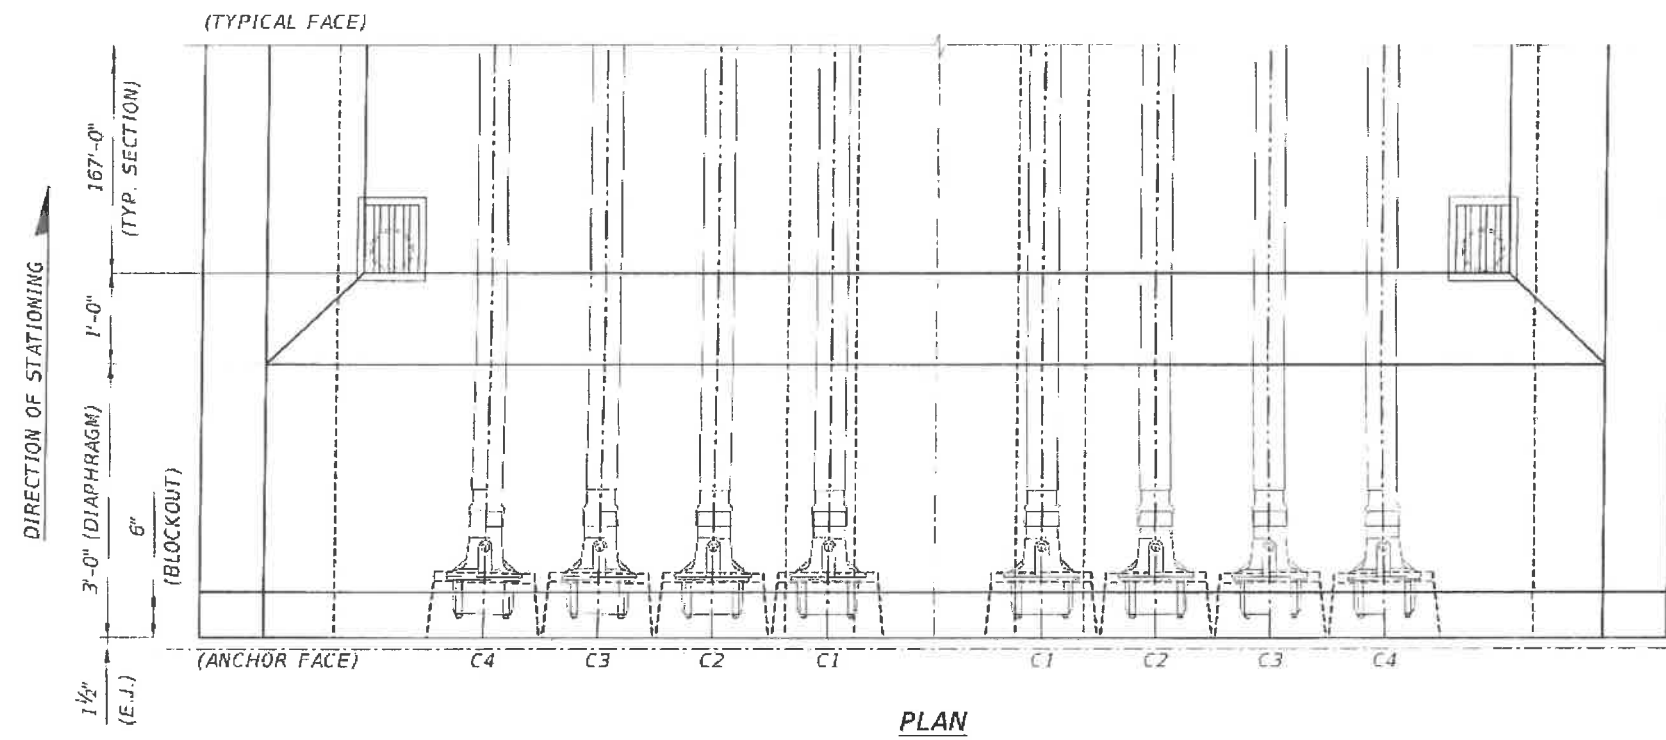 (TYPICAL FACE)
167'-0"
(TYP. SECTION)
1'-0"
DIRECTION OF STATIONING
3'-0" (DIAPHRAGM)
6"
(BLOCKOUT)
(ANCHOR FACE) C4 C3 C2 C1 C1 C2 C3 C4
1½"
(E.J.)
PLAN